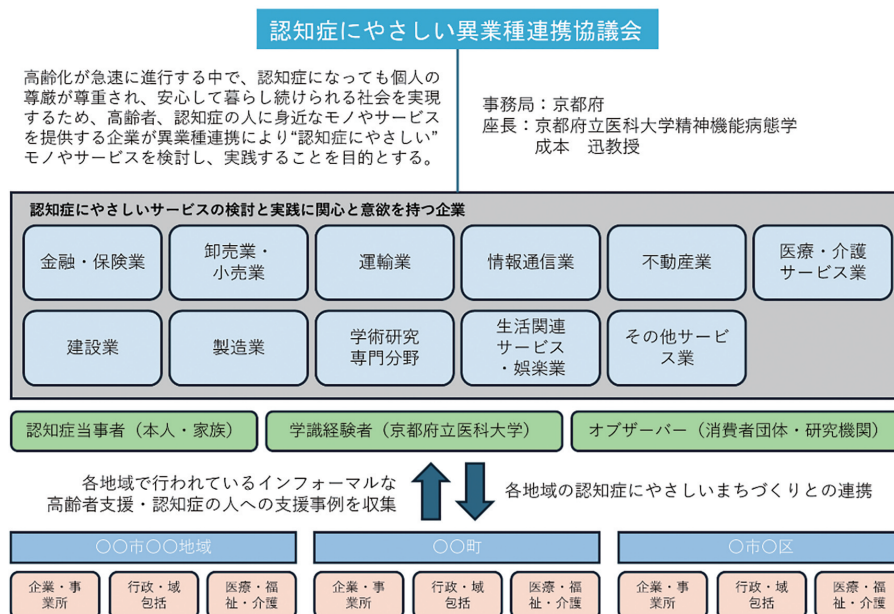 認知症にやさしい異業種連携協議会
高齢化が急速に進行する中で、認知症になっても個人の
尊厳が尊重され、安心して暮らし続けられる社会を実現
するため、高齢者、認知症の人に身近なモノやサービス
を提供する企業が異業種連携により“認知症にやさしい”
モノやサービスを検討し、実践することを目的とする。
事務局：京都府
座長：京都府立医科大学精神機能病態学
成本　迅教授
認知症にやさしいサービスの検討と実践に関心と意欲を持つ企業
金融・保険業
卸売業・
小売業
運輸業
情報通信業
不動産業
医療・介護
サービス業
建設業
製造業
学術研究
専門分野
生活関連
サービス
・娯楽業
その他サービ
ス業
認知症当事者（本人・家族）
学識経験者（京都府立医科大学）
オブザーバー（消費者団体・研究機関）
各地域で行われているインフォーマルな
高齢者支援・認知症の人への支援事例を収集
各地域の認知症にやさしいまちづくりとの連携
〇〇市〇〇地域
〇〇町
〇市〇区
企業・事
業所
行政・域
包括
医療・福
祉・介護
企業・事
業所
行政・域
包括
医療・福
祉・介護
企業・事
業所
行政・域
包括
医療・福
祉・介護